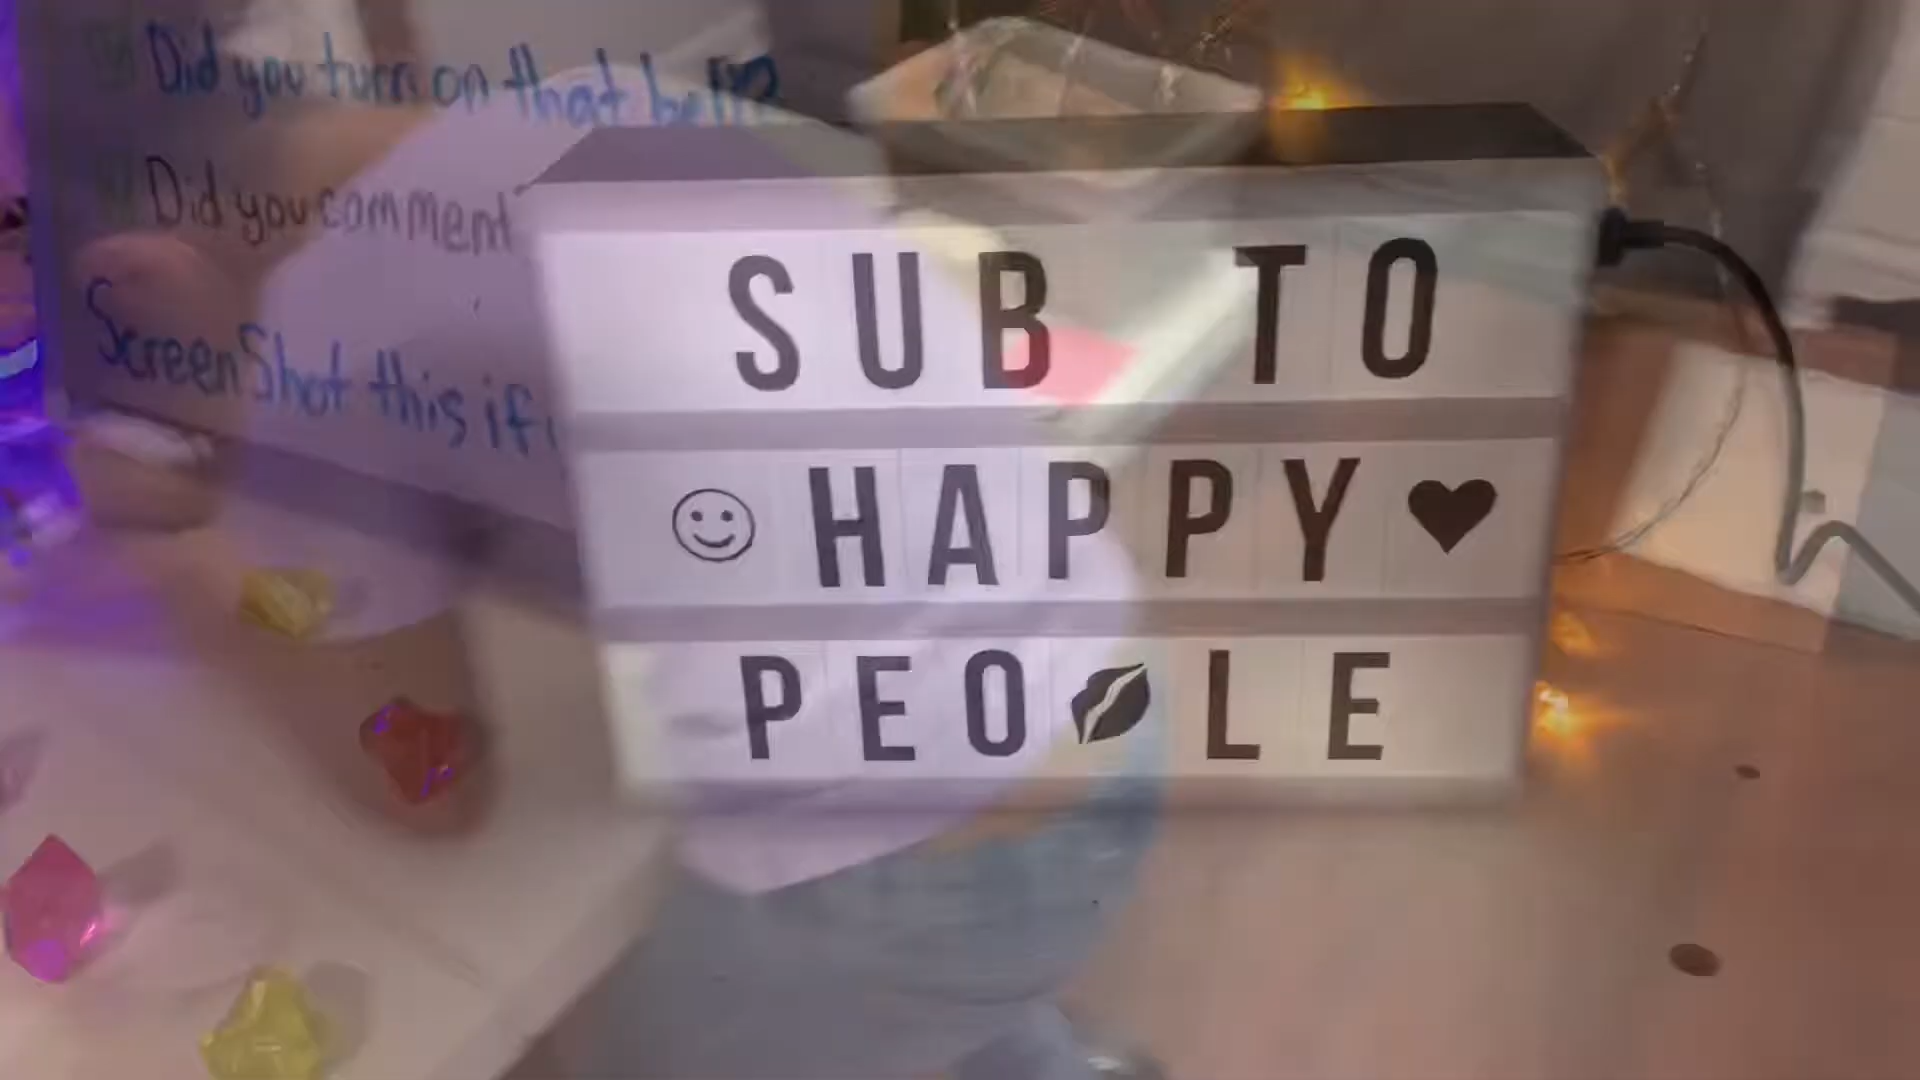 Did you turn on that bell?
Did you comment
ScreenShot this if
SUB TO
☺ HAPPY ♥
PEO LE